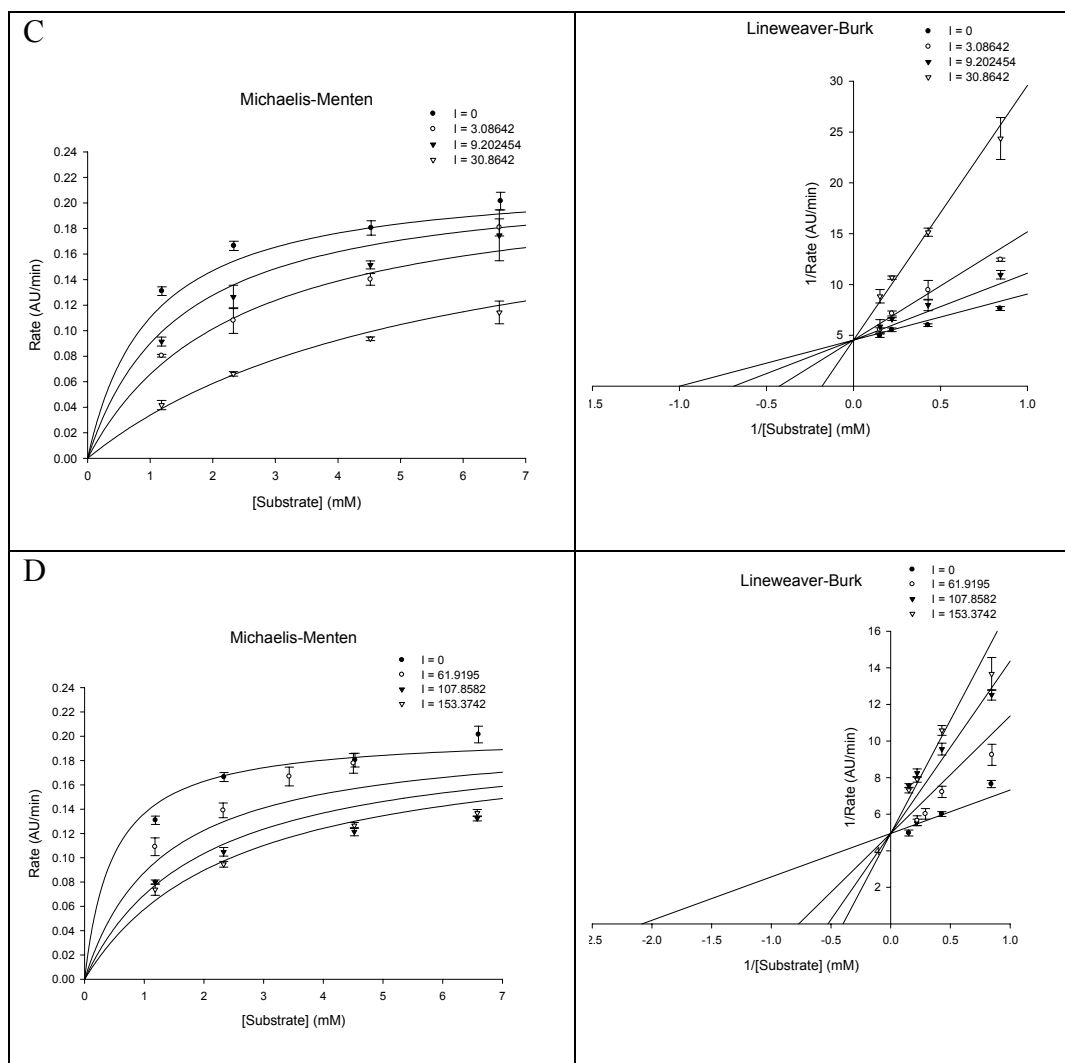 C
Michaelis-Menten
I = 0
I = 3.08642
I = 9.202454
I = 30.8642
0.24
0.22
0.20
0.18
0.16
0.14
0.12
0.10
0.08
0.06
0.04
0.02
0.00
Rate (AU/min)
0 1 2 3 4 5 6 7
[Substrate] (mM)
Lineweaver-Burk
I = 0
I = 3.08642
I = 9.202454
I = 30.8642
30
25
20
15
10
5
1/Rate (AU/min)
1.5 -1.0 -0.5 0.0 0.5 1.0
1/[Substrate] (mM)
D
Michaelis-Menten
I = 0
I = 61.9195
I = 107.8582
I = 153.3742
0.24
0.22
0.20
0.18
0.16
0.14
0.12
0.10
0.08
0.06
0.04
0.02
0.00
Rate (AU/min)
0 1 2 3 4 5 6 7
[Substrate] (mM)
Lineweaver-Burk
I = 0
I = 61.9195
I = 107.8582
I = 153.3742
16
14
12
10
8
6
4
2
1/Rate (AU/min)
2.5 -2.0 -1.5 -1.0 -0.5 0.0 0.5 1.0
1/[Substrate] (mM)